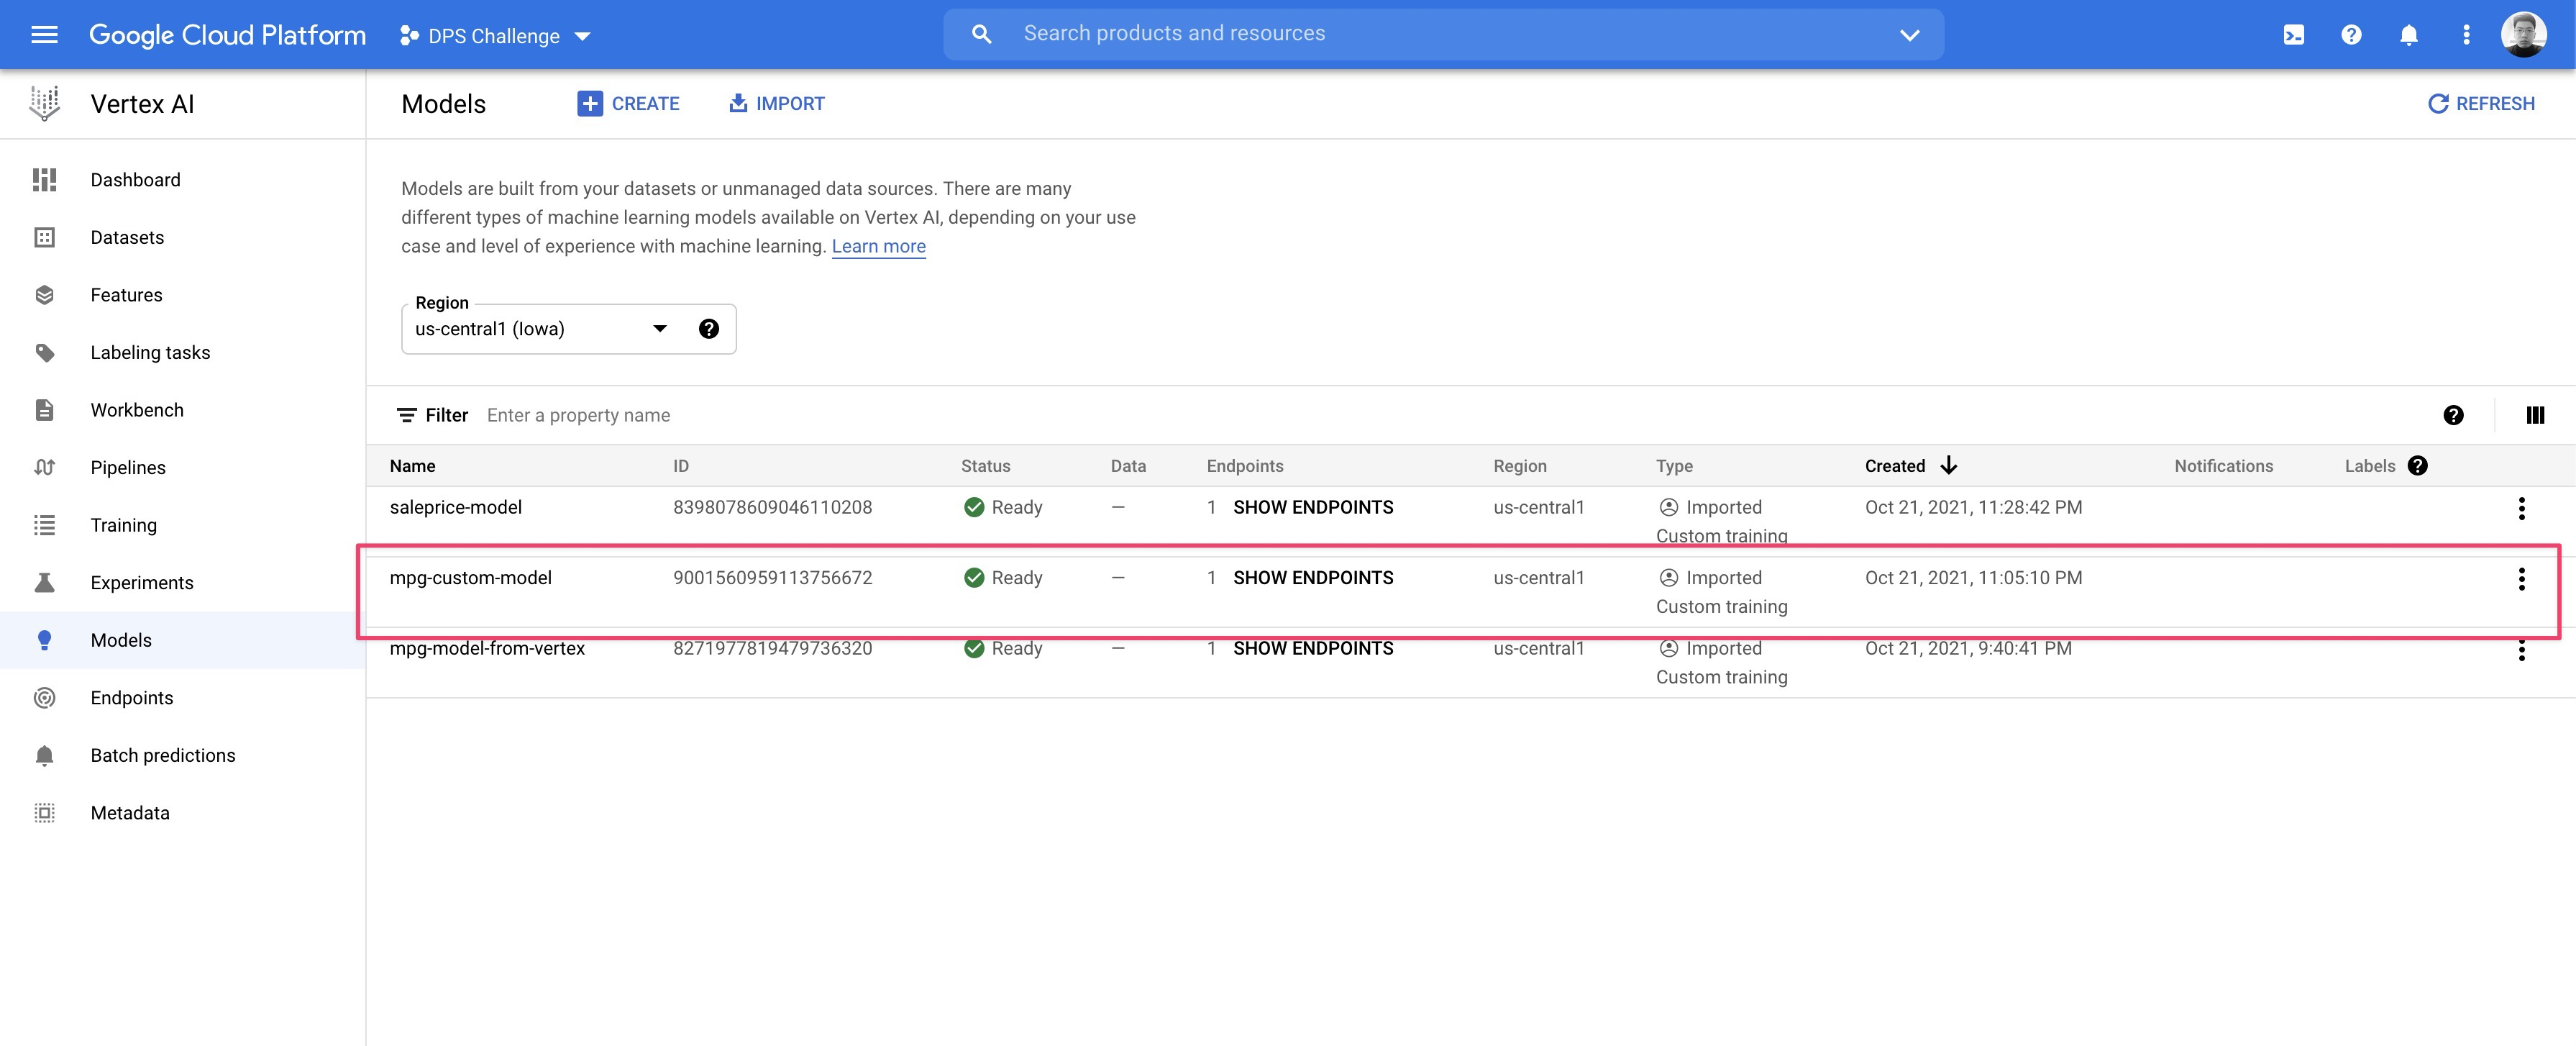 Google Cloud Platform DPS Challenge Search products and resources
Vertex AI Models CREATE IMPORT REFRESH
Dashboard
Datasets
Features
Labeling tasks
Workbench
Pipelines
Training
Experiments
Models
Endpoints
Batch predictions
Metadata
Models are built from your datasets or unmanaged data sources. There are many
different types of machine learning models available on Vertex AI, depending on your use
case and level of experience with machine learning. Learn more
Region
us-central1 (Iowa)
Filter Enter a property name
Name ID Status Data Endpoints Region Type Created Notifications Labels
saleprice-model 8398078609046110208 Ready — 1 SHOW ENDPOINTS us-central1 Imported Oct 21, 2021, 11:28:42 PM
Custom training
mpg-custom-model 9001560959113756672 Ready — 1 SHOW ENDPOINTS us-central1 Imported Oct 21, 2021, 11:05:10 PM
Custom training
mpg-model-from-vertex 8271977819479736320 Ready — 1 SHOW ENDPOINTS us-central1 Imported Oct 21, 2021, 9:40:41 PM
Custom training